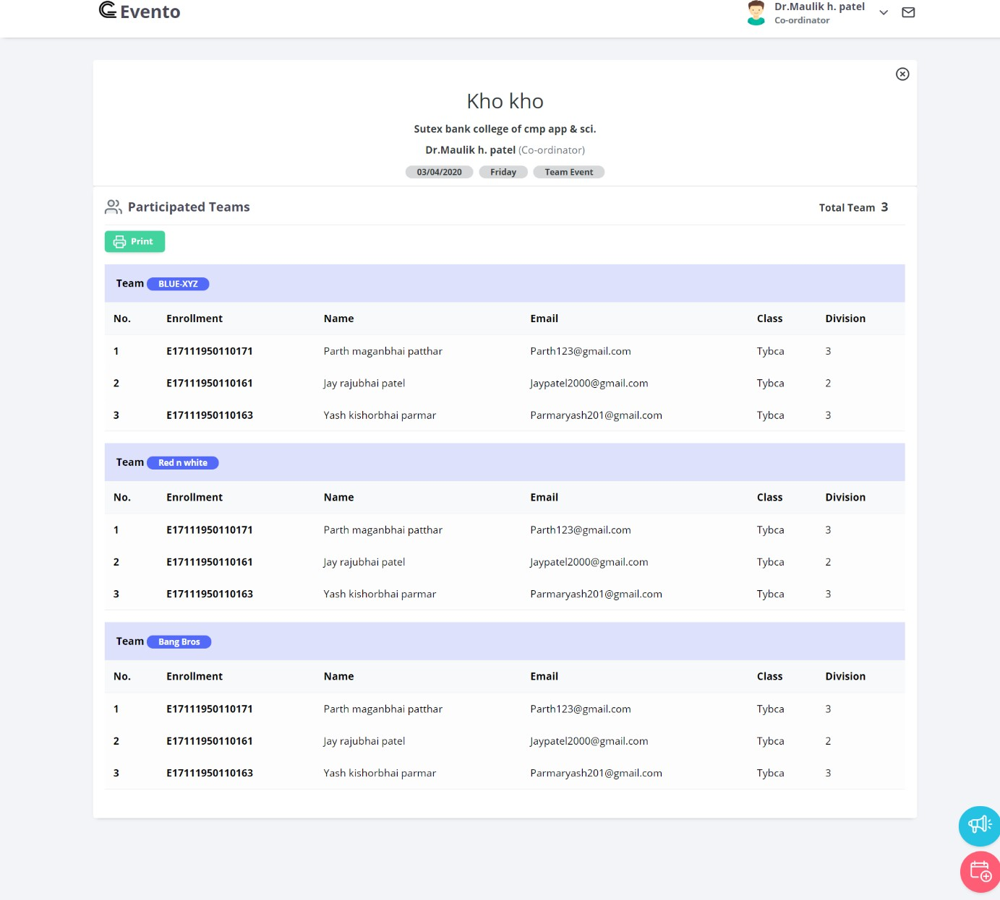 Evento
Dr.Maulik h. patel
Co-ordinator
Kho kho
Sutex bank college of cmp app & sci.
Dr.Maulik h. patel (Co-ordinator)
03/04/2020 Friday Team Event
Participated Teams Total Team 3
Print
Team BLUE-XYZ
No. Enrollment Name Email Class Division
1 E17111950110171 Parth maganbhai patthar Parth123@gmail.com Tybca 3
2 E17111950110161 Jay rajubhai patel Jaypatel2000@gmail.com Tybca 2
3 E17111950110163 Yash kishorbhai parmar Parmaryash201@gmail.com Tybca 3
Team Red n white
No. Enrollment Name Email Class Division
1 E17111950110171 Parth maganbhai patthar Parth123@gmail.com Tybca 3
2 E17111950110161 Jay rajubhai patel Jaypatel2000@gmail.com Tybca 2
3 E17111950110163 Yash kishorbhai parmar Parmaryash201@gmail.com Tybca 3
Team Bang Bros
No. Enrollment Name Email Class Division
1 E17111950110171 Parth maganbhai patthar Parth123@gmail.com Tybca 3
2 E17111950110161 Jay rajubhai patel Jaypatel2000@gmail.com Tybca 2
3 E17111950110163 Yash kishorbhai parmar Parmaryash201@gmail.com Tybca 3